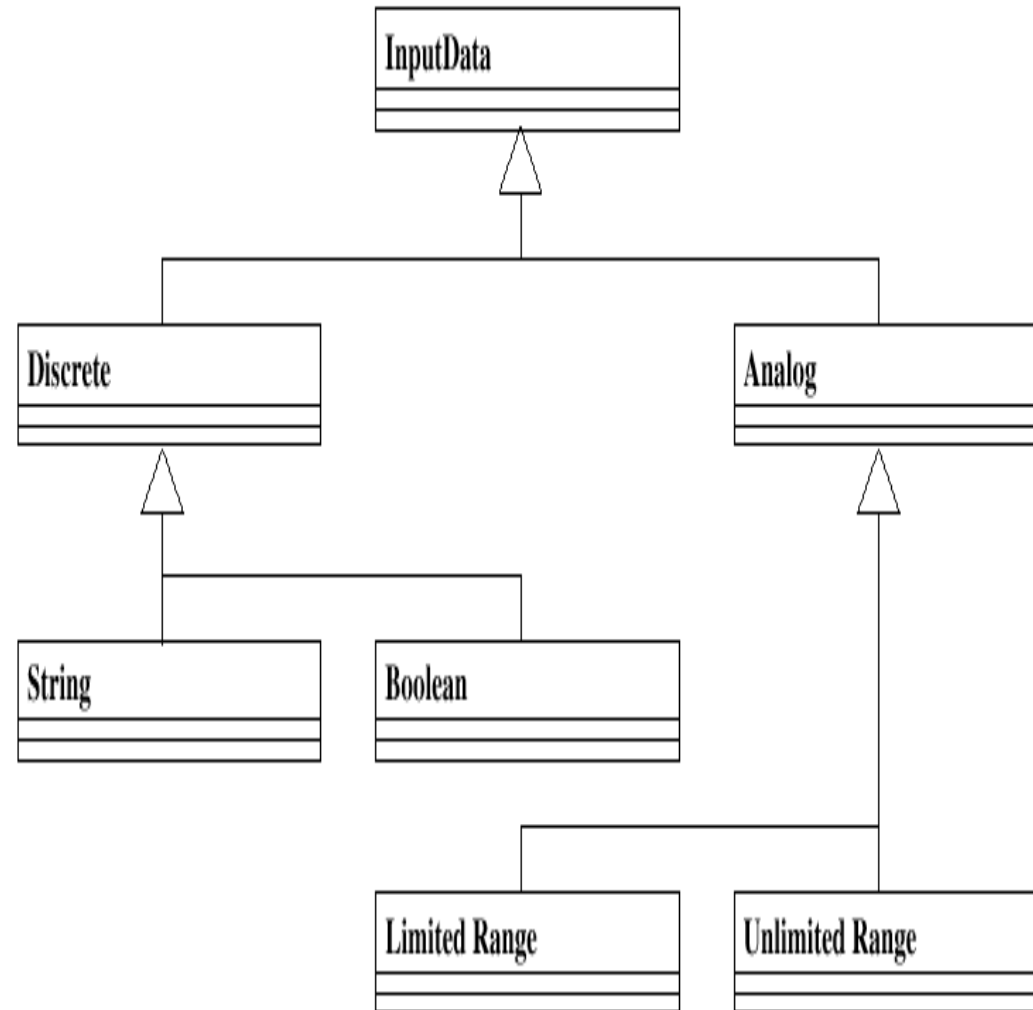 InputData
Discrete
Analog
String
Boolean
Limited Range
Unlimited Range